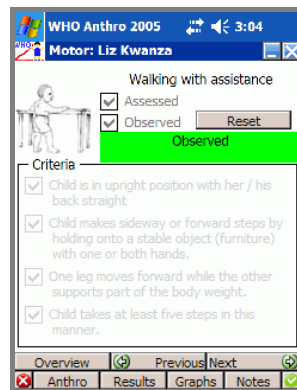 WHO Anthro 2005 3:04
WHO Motor: Liz Kwanza
Walking with assistance
Assessed
Observed Reset
Observed
Criteria
Child is in upright position with her / his
back straight
Child makes sideway or forward steps by
holding onto a stable object (furniture)
with one or both hands.
One leg moves forward while the other
supports part of the body weight.
Child takes at least five steps in this
manner.
Overview Previous Next
Anthro Results Graphs Notes